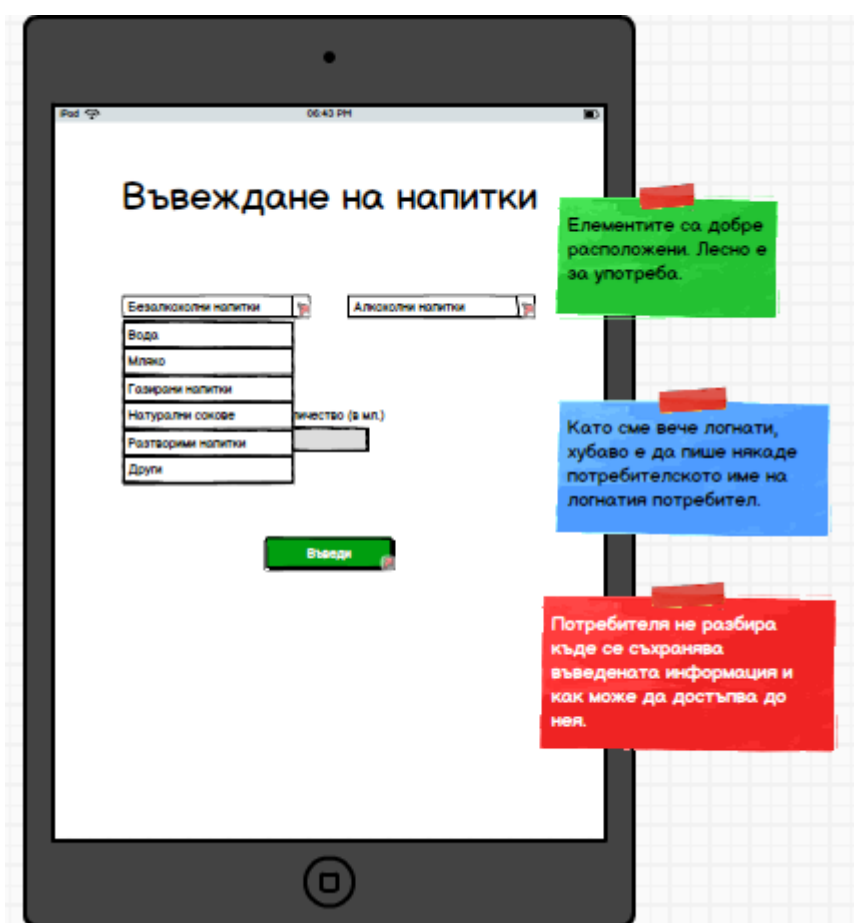 iPad
06:43 PM
Въвеждане на напитки
Безалкохолни напитки
Алкохолни напитки
Вода
Мляко
Газирани напитки
Натурални сокове
личество (в мл.)
Разтворими напитки
Други
Въведи
Елементите са добре
расположени. Лесно е
за употреба.
Като сме вече логнати,
хубаво е да пише някаде
потребителското име на
логнатия потребител.
Потребителя не разбира
къде се съхранява
въведената информация и
как може да достъпва до
нея.